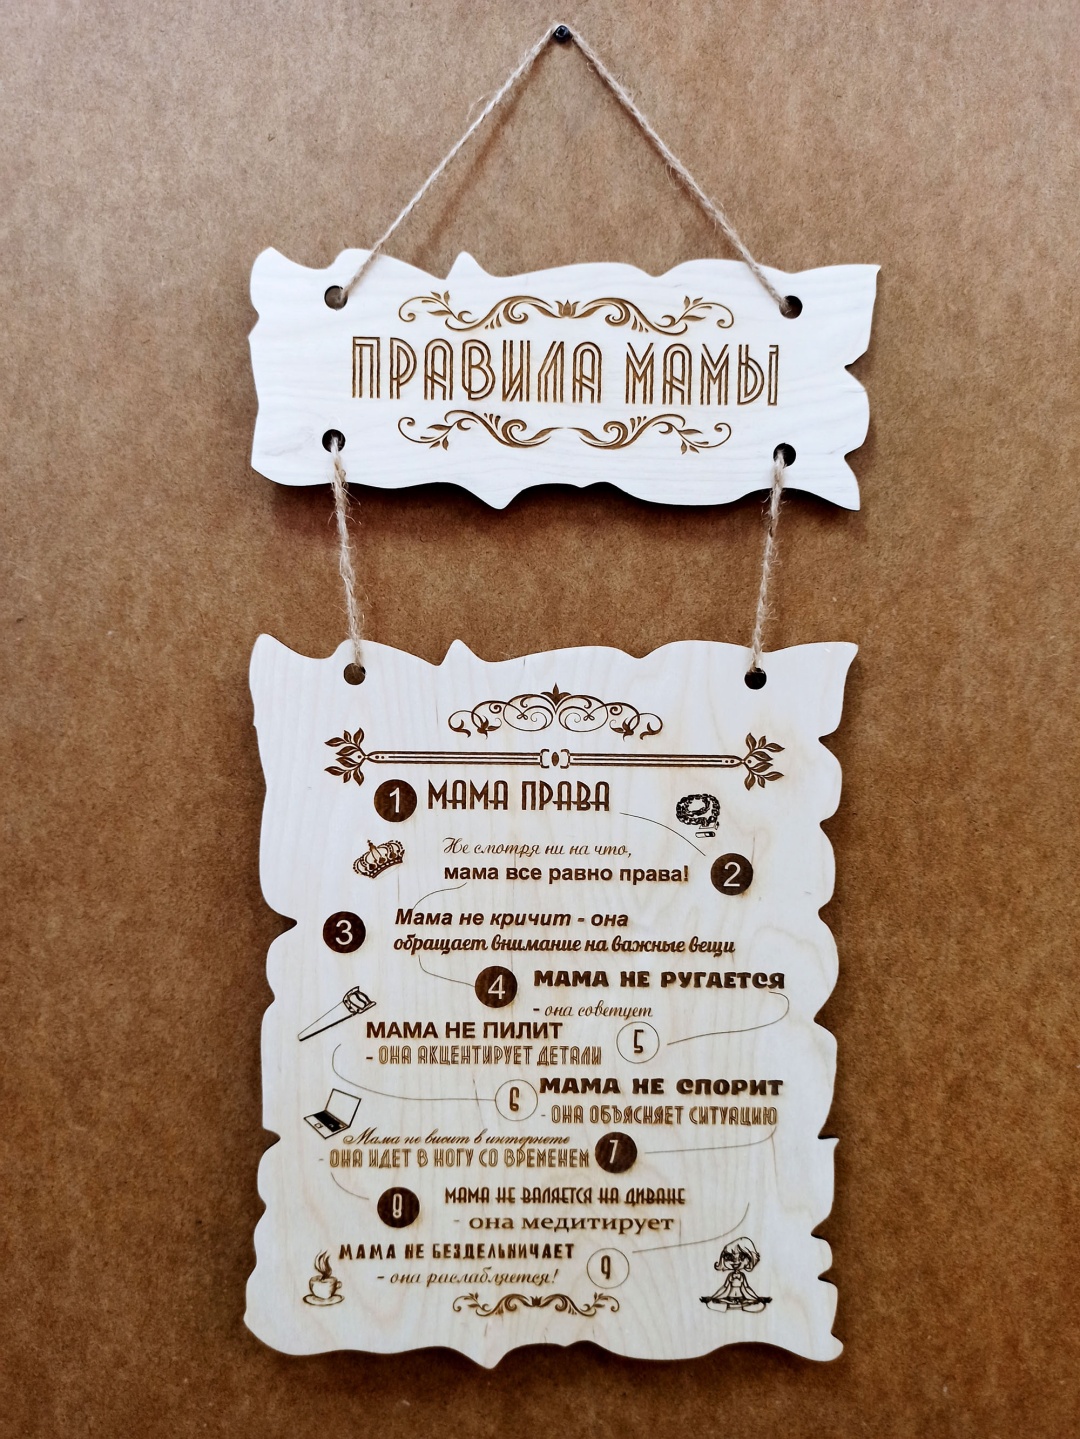 ПРАВИЛА МАМЫ
1 МАМА ПРАВА
Не смотря ни на что,
мама все равно права! 2
3 Мама не кричит - она
обращает внимание на важные вещи
4 МАМА НЕ РУГАЕТСЯ
- она советует
МАМА НЕ ПИЛИТ 5
- ОНА АКЦЕНТИРУЕТ ДЕТАЛИ
6 МАМА НЕ СПОРИТ
- ОНА ОБЪЯСНЯЕТ СИТУАЦИЮ
Мама не висит в интернете 7
- ОНА ИДЕТ В НОГУ СО ВРЕМЕНЕМ
8 МАМА НЕ ВАЛЯЕТСЯ НА ДИВАНЕ
- она медитирует
МАМА НЕ БЕЗДЕЛЬНИЧАЕТ 9
- она раслабляется!